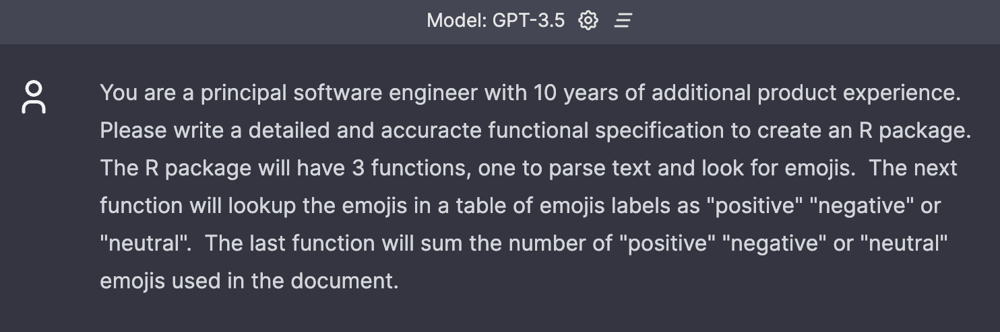 Model: GPT-3.5
You are a principal software engineer with 10 years of additional product experience.
Please write a detailed and accuracte functional specification to create an R package.
The R package will have 3 functions, one to parse text and look for emojis.  The next
function will lookup the emojis in a table of emojis labels as "positive" "negative" or
"neutral".  The last function will sum the number of "positive" "negative" or "neutral"
emojis used in the document.